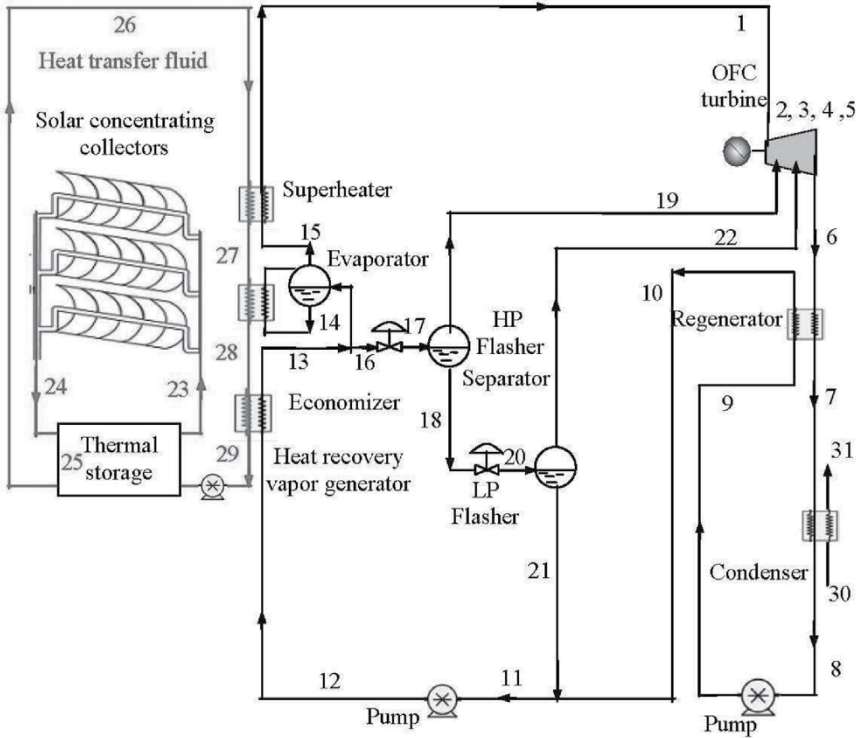 26
1
Heat transfer fluid
OFC
turbine
Solar concentrating
collectors
2, 3, 4 ,5
Superheater
19
15
22
6
27
Evaporator
10
14
17
HP
Flasher
Regenerator
28
13
16
Separator
24
23
18
9
7
Economizer
Thermal
storage
25
29
Heat recovery
vapor generator
20
31
LP
Flasher
21
Condenser
30
12
11
8
Pump
Pump